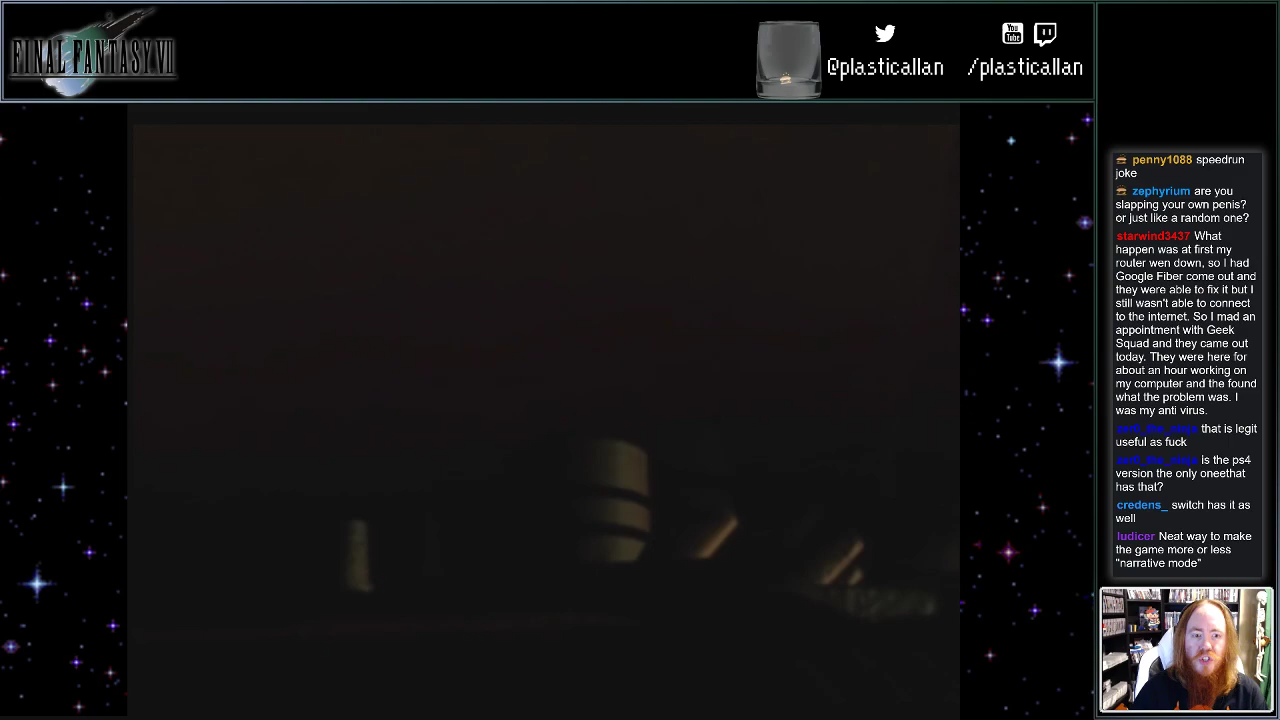 FINAL FANTASY VII
@plasticallan
You
Tube
/plasticallan
penny1088 speedrun
joke
zephyrium are you
slapping your own penis?
or just like a random one?
starwind3437 What
happen was at first my
router wen down, so I had
Google Fiber come out and
they were able to fix it but I
still wasn't able to connect
to the internet. So I mad an
appointment with Geek
Squad and they came out
today. They were here for
about an hour working on
my computer and the found
what the problem was. I
was my anti virus.
that is legit
useful as fuck
is the ps4
version the only oneethat
has that?
credens_ switch has it as
well
ludicer Neat way to make
the game more or less
"narrative mode"